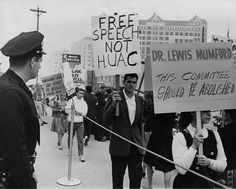 FREE
SPEECH
NOT
HUAC
DR. LEWIS MUMFORD
THIS COMMITTEE
SHOULD BE ABOLISHED